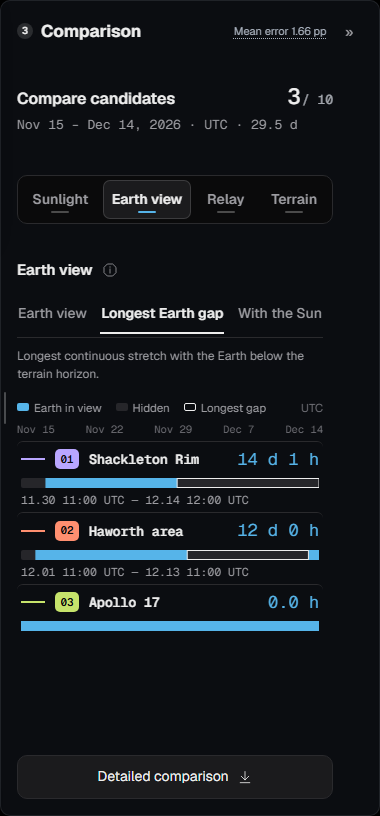 3 Comparison Mean error 1.66 pp »
Compare candidates 3 / 10
Nov 15 – Dec 14, 2026 · UTC · 29.5 d
Sunlight Earth view Relay Terrain
Earth view
Earth view Longest Earth gap With the Sun
Longest continuous stretch with the Earth below the
terrain horizon.
Earth in view Hidden Longest gap UTC
Nov 15 Nov 22 Nov 29 Dec 7 Dec 14
01 Shackleton Rim 14 d 1 h
11.30 11:00 UTC — 12.14 12:00 UTC
02 Haworth area 12 d 0 h
12.01 11:00 UTC — 12.13 11:00 UTC
03 Apollo 17 0.0 h
Detailed comparison